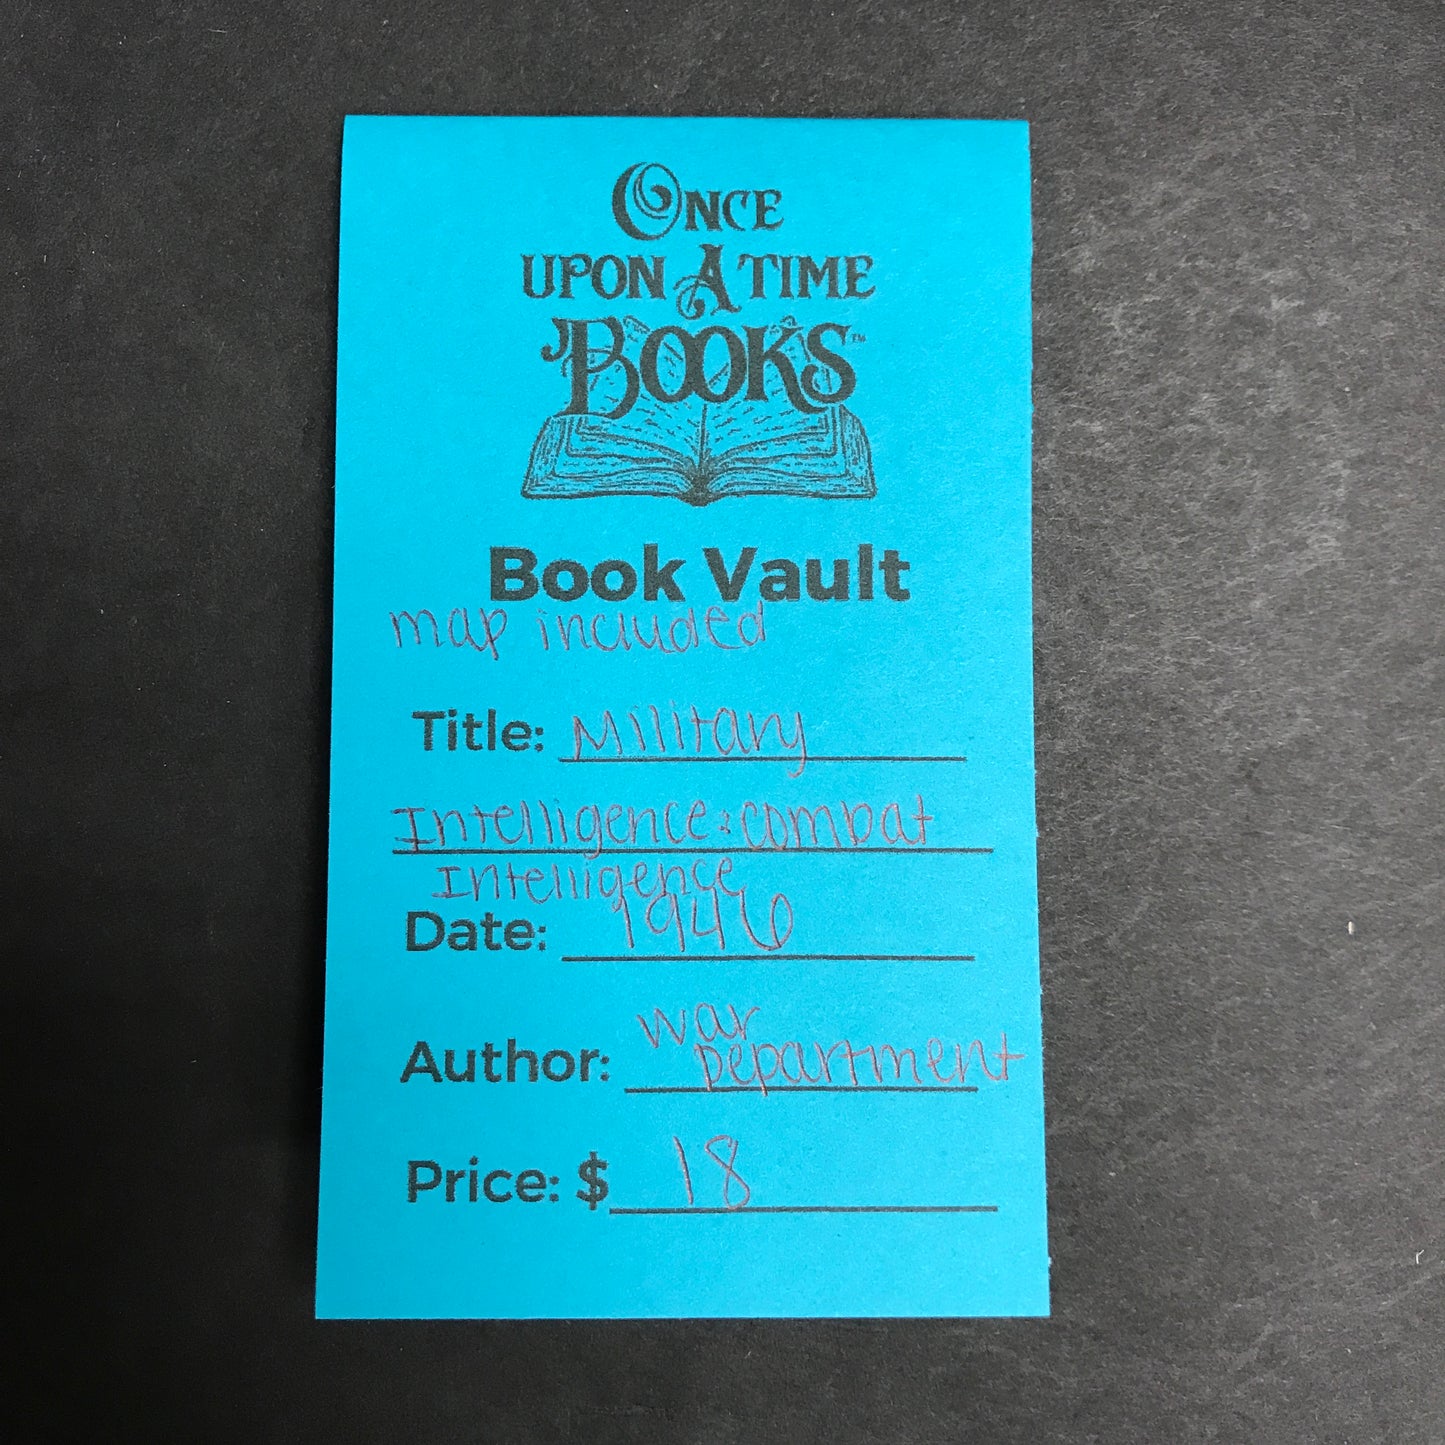 ONCE
UPON A TIME
BOOKS™
Book Vault
map included
Title: Military
Intelligence: combat
Intelligence
Date: 1946
Author: War
Department
Price: $ 18